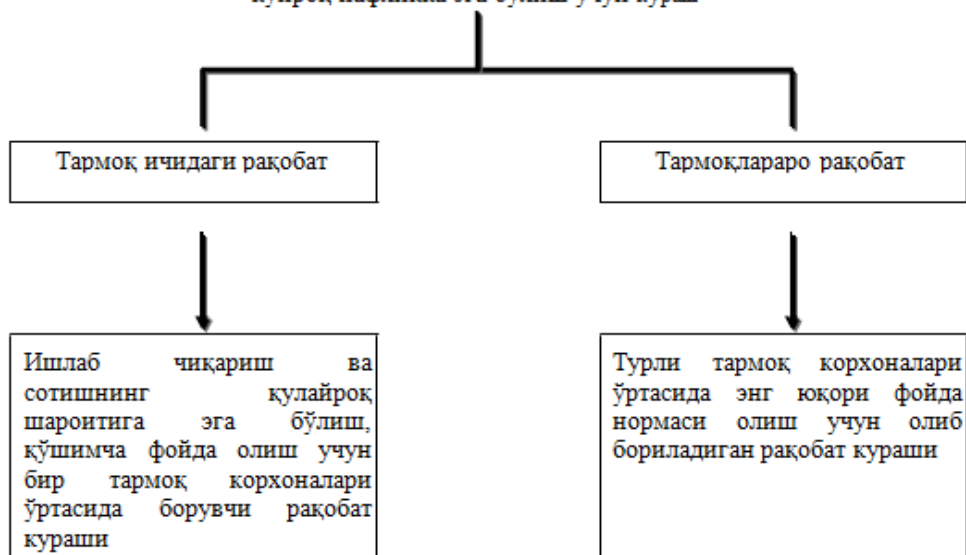 Тармоқ ичидаги рақобат
Тармоқлараро рақобат
Ишлаб чиқариш ва
сотишнинг қулайроқ
шароитига эга бўлиш,
қўшимча фойда олиш учун
бир тармоқ корхоналари
ўртасида борувчи рақобат
кураши
Турли тармоқ корхоналари
ўртасида энг юқори фойда
нормаси олиш учун олиб
бориладиган рақобат кураши